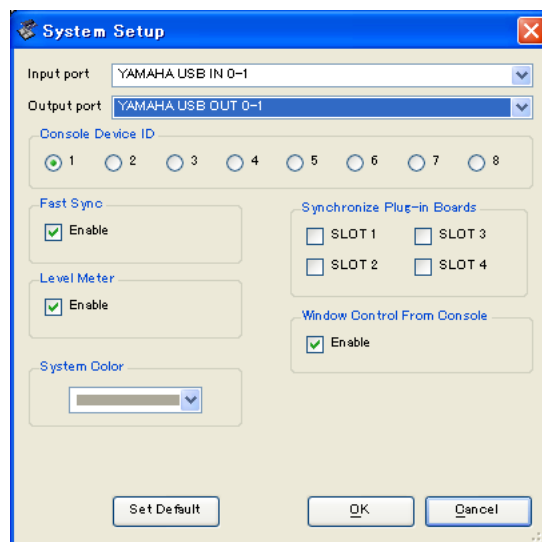 System Setup
Input port YAMAHA USB IN 0-1
Output port YAMAHA USB OUT 0-1
Console Device ID
1 2 3 4 5 6 7 8
Fast Sync
Enable
Synchronize Plug-in Boards
SLOT 1 SLOT 3
SLOT 2 SLOT 4
Level Meter
Enable
Window Control From Console
Enable
System Color
Set Default OK Cancel